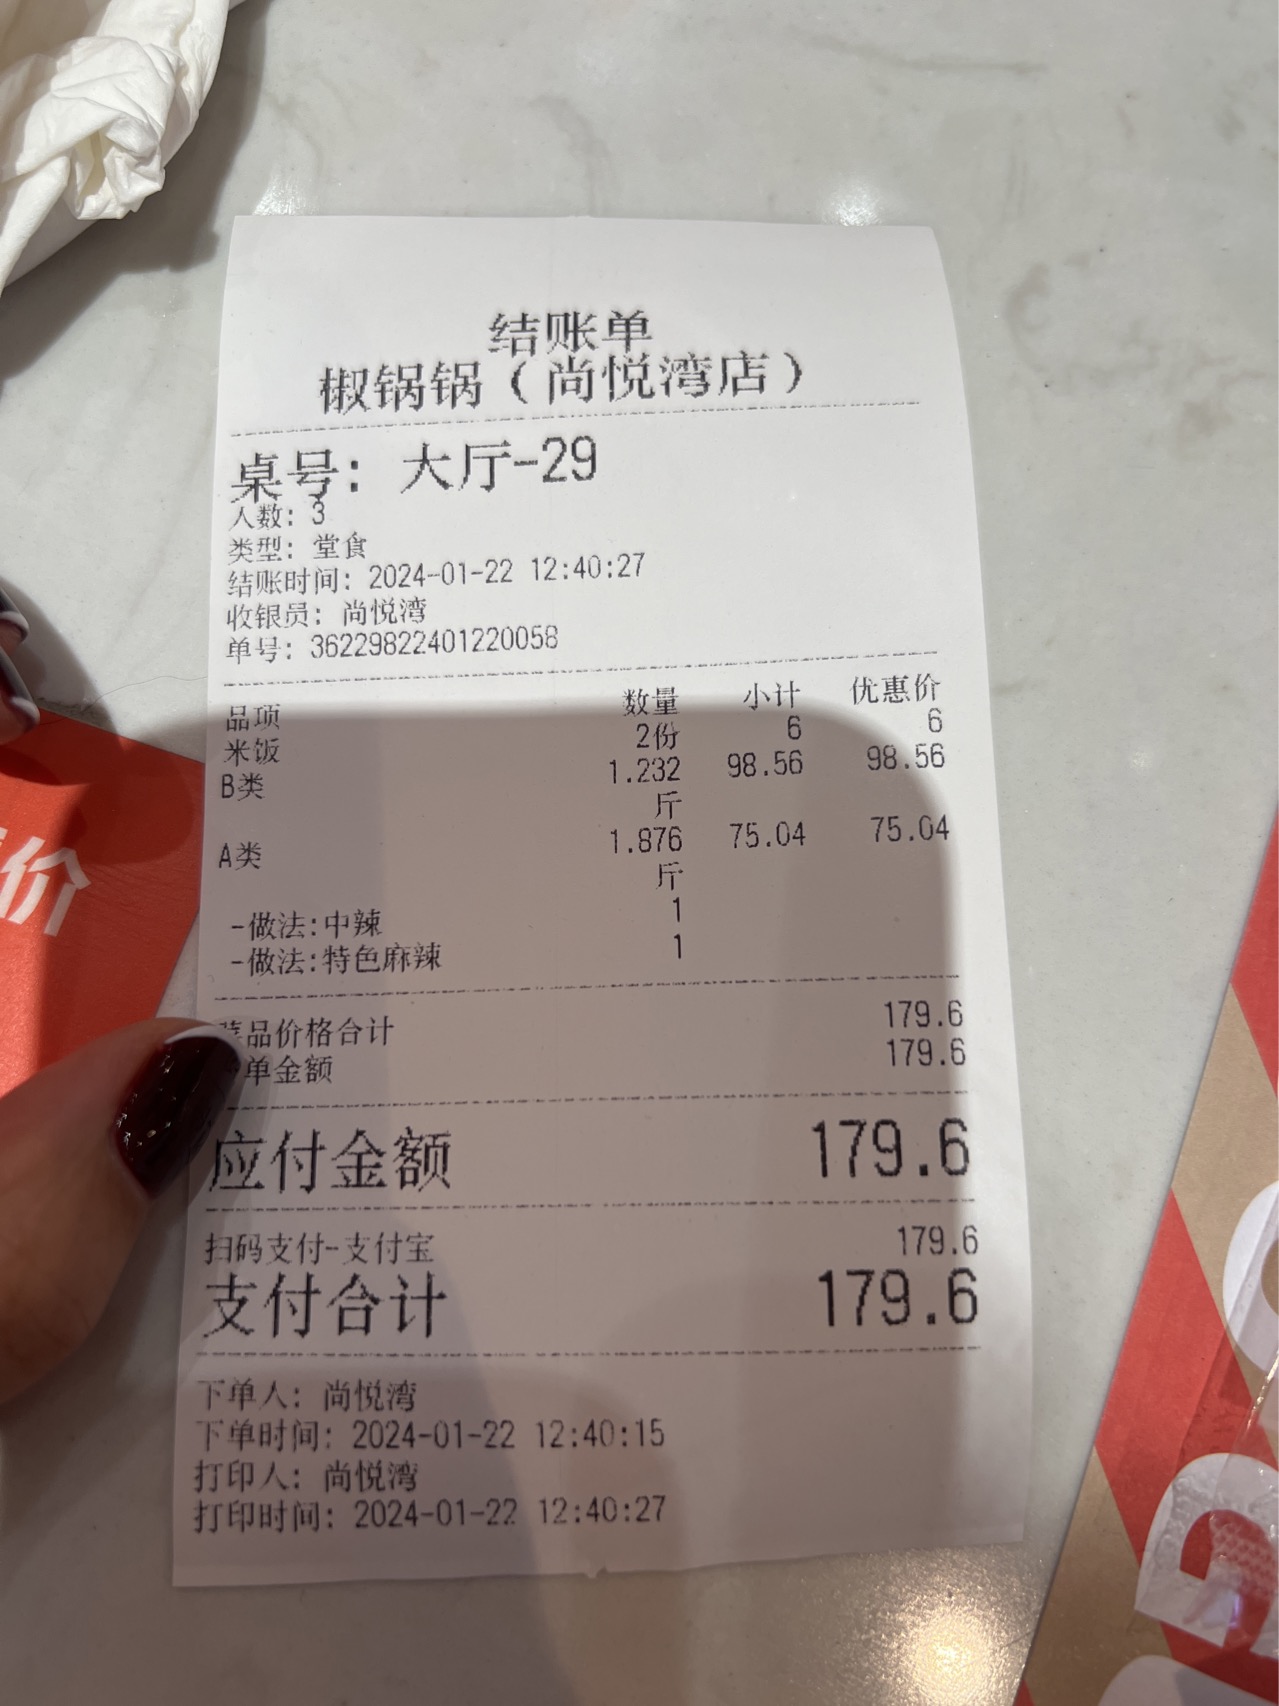 结账单
椒锅锅（尚悦湾店）
桌号：大厅-29
人数：3
类型：堂食
结账时间：2024-01-22 12:40:27
收银员：尚悦湾
单号：36229822401220058
品项 数量 小计 优惠价
米饭 2份 6 6
B类 1.232 98.56 98.56
斤
A类 1.876 75.04 75.04
斤
-做法:中辣 1
-做法:特色麻辣 1
菜品价格合计 179.6
单金额 179.6
应付金额 179.6
扫码支付-支付宝 179.6
支付合计 179.6
下单人：尚悦湾
下单时间：2024-01-22 12:40:15
打印人：尚悦湾
打印时间：2024-01-22 12:40:27
价